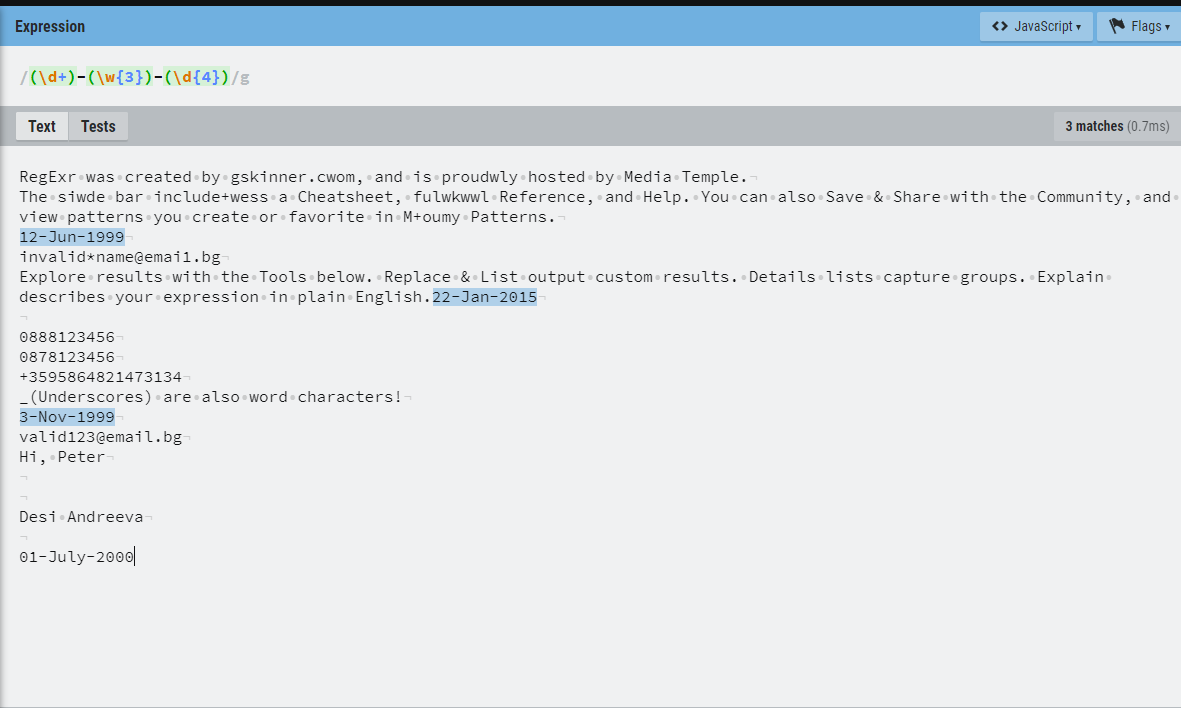 Expression
<> JavaScript ▾
Flags ▾
/(\d+)-(\w{3})-(\d{4})/g
Text
Tests
3 matches (0.7ms)
RegExr was created by gskinner.cwom, and is proudwly hosted by Media Temple.
The siwde bar include+wess a Cheatsheet, fulwkwwl Reference, and Help. You can also Save & Share with the Community, and
view patterns you create or favorite in M+oumy Patterns.
12-Jun-1999
invalid*name@emai1.bg
Explore results with the Tools below. Replace & List output custom results. Details lists capture groups. Explain
describes your expression in plain English.22-Jan-2015
0888123456
0878123456
+3595864821473134
_(Underscores) are also word characters!
3-Nov-1999
valid123@email.bg
Hi, Peter
Desi Andreeva
01-July-2000